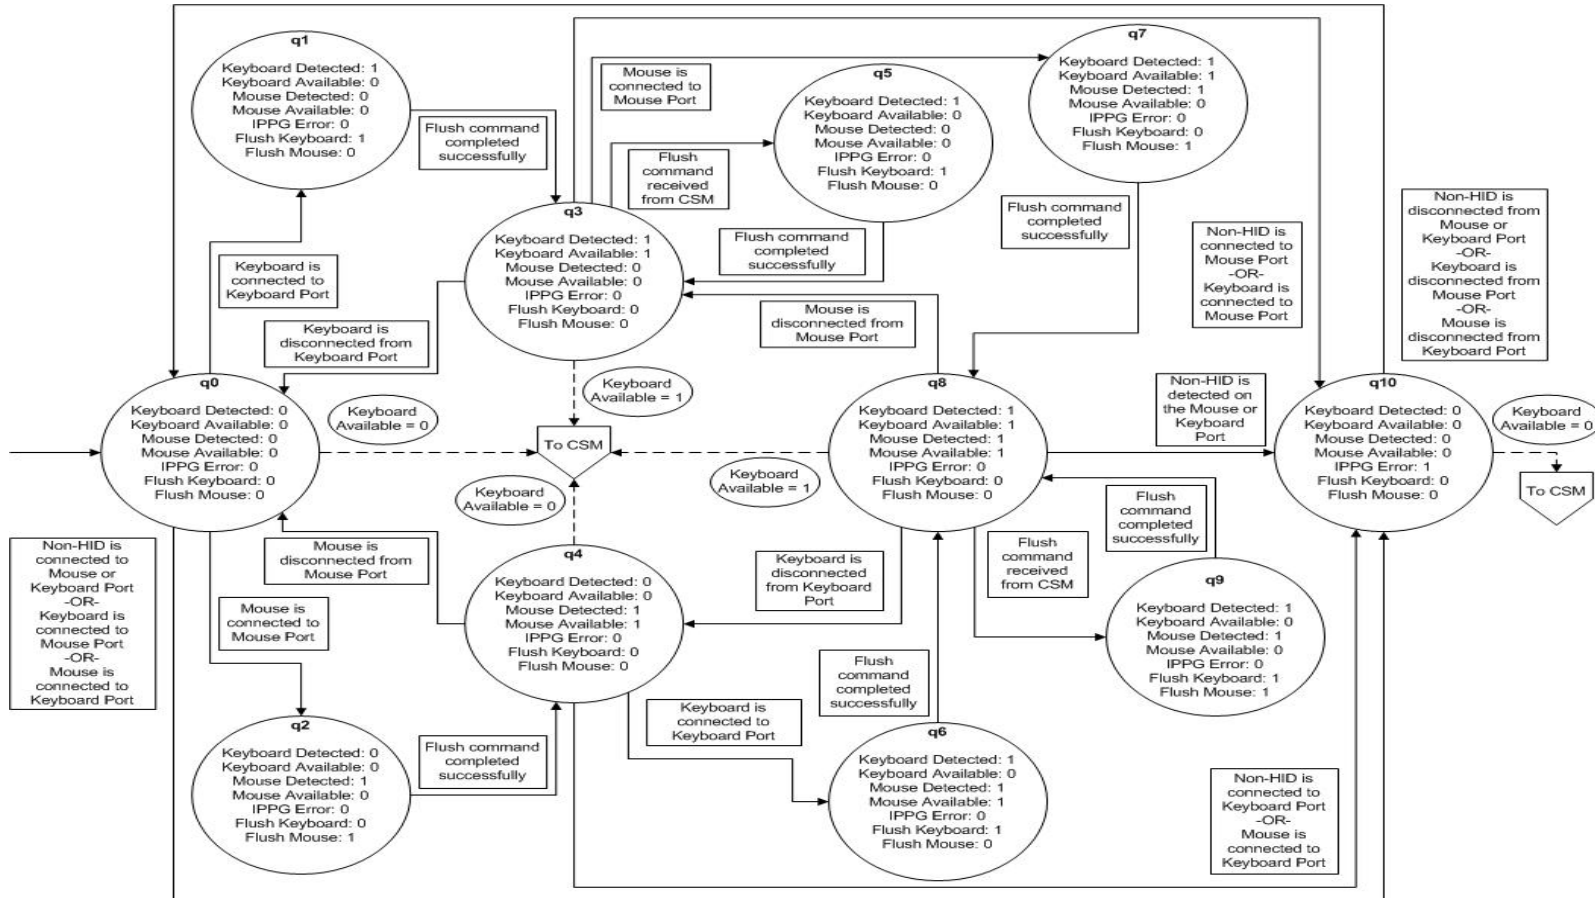 q1
Keyboard Detected: 1
Keyboard Available: 0
Mouse Detected: 0
Mouse Available: 0
IPPG Error: 0
Flush Keyboard: 1
Flush Mouse: 0
Flush command
completed
successfully
Mouse is
connected to
Mouse Port
Flush
command
received
from CSM
q5
Keyboard Detected: 1
Keyboard Available: 0
Mouse Detected: 0
Mouse Available: 0
IPPG Error: 0
Flush Keyboard: 1
Flush Mouse: 0
q7
Keyboard Detected: 1
Keyboard Available: 1
Mouse Detected: 1
Mouse Available: 0
IPPG Error: 0
Flush Keyboard: 0
Flush Mouse: 1
Keyboard is
connected to
Keyboard Port
q3
Keyboard Detected: 1
Keyboard Available: 1
Mouse Detected: 0
Mouse Available: 0
IPPG Error: 0
Flush Keyboard: 0
Flush Mouse: 0
Flush command
completed
successfully
Flush command
completed
successfully
Non-HID is
connected to
Mouse Port
-OR-
Keyboard is
connected to
Mouse Port
Non-HID is
disconnected from
Mouse or
Keyboard Port
-OR-
Keyboard is
disconnected from
Mouse Port
-OR-
Mouse is
disconnected from
Keyboard Port
Keyboard is
disconnected from
Keyboard Port
Mouse is
disconnected from
Mouse Port
q0
Keyboard Detected: 0
Keyboard Available: 0
Mouse Detected: 0
Mouse Available: 0
IPPG Error: 0
Flush Keyboard: 0
Flush Mouse: 0
Keyboard
Available = 0
Keyboard
Available = 1
To CSM
Keyboard
Available = 0
Keyboard
Available = 1
q8
Keyboard Detected: 1
Keyboard Available: 1
Mouse Detected: 1
Mouse Available: 1
IPPG Error: 0
Flush Keyboard: 0
Flush Mouse: 0
Non-HID is
detected on
the Mouse or
Keyboard
Port
q10
Keyboard Detected: 0
Keyboard Available: 0
Mouse Detected: 0
Mouse Available: 0
IPPG Error: 1
Flush Keyboard: 0
Flush Mouse: 0
Keyboard
Available = 0
To CSM
Non-HID is
connected to
Mouse or
Keyboard Port
-OR-
Keyboard is
connected to
Mouse Port
-OR-
Mouse is
connected to
Keyboard Port
Mouse is
disconnected from
Mouse Port
Mouse is
connected to
Mouse Port
q4
Keyboard Detected: 0
Keyboard Available: 0
Mouse Detected: 1
Mouse Available: 1
IPPG Error: 0
Flush Keyboard: 0
Flush Mouse: 0
Keyboard is
disconnected
from Keyboard
Port
Flush
command
received
from CSM
Flush
command
completed
successfully
q9
Keyboard Detected: 1
Keyboard Available: 0
Mouse Detected: 1
Mouse Available: 0
IPPG Error: 0
Flush Keyboard: 1
Flush Mouse: 1
q2
Keyboard Detected: 0
Keyboard Available: 0
Mouse Detected: 1
Mouse Available: 0
IPPG Error: 0
Flush Keyboard: 0
Flush Mouse: 1
Flush command
completed
successfully
Keyboard is
connected to
Keyboard Port
Flush
command
completed
successfully
q6
Keyboard Detected: 1
Keyboard Available: 0
Mouse Detected: 1
Mouse Available: 1
IPPG Error: 0
Flush Keyboard: 1
Flush Mouse: 0
Non-HID is
connected to
Keyboard Port
-OR-
Mouse is
connected to
Keyboard Port